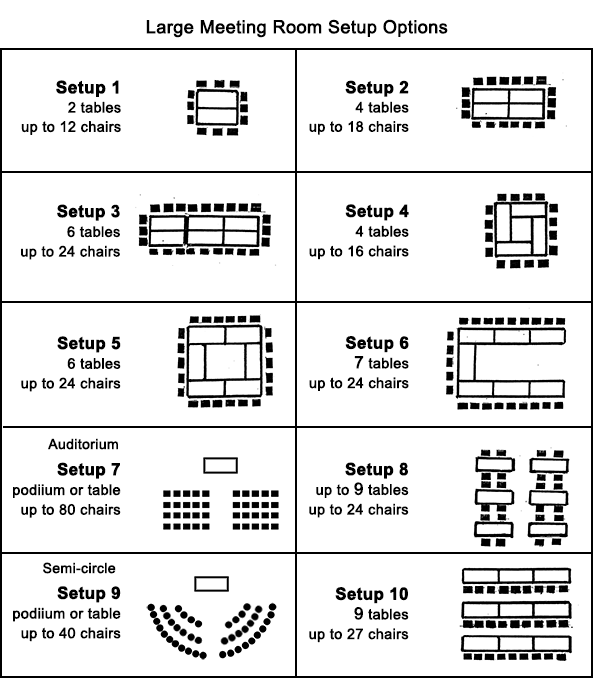 Large Meeting Room Setup Options
Setup 1
2 tables
up to 12 chairs
Setup 2
4 tables
up to 18 chairs
Setup 3
6 tables
up to 24 chairs
Setup 4
4 tables
up to 16 chairs
Setup 5
6 tables
up to 24 chairs
Setup 6
7 tables
up to 24 chairs
Auditorium
Setup 7
podiium or table
up to 80 chairs
Setup 8
up to 9 tables
up to 24 chairs
Semi-circle
Setup 9
podiium or table
up to 40 chairs
Setup 10
9 tables
up to 27 chairs